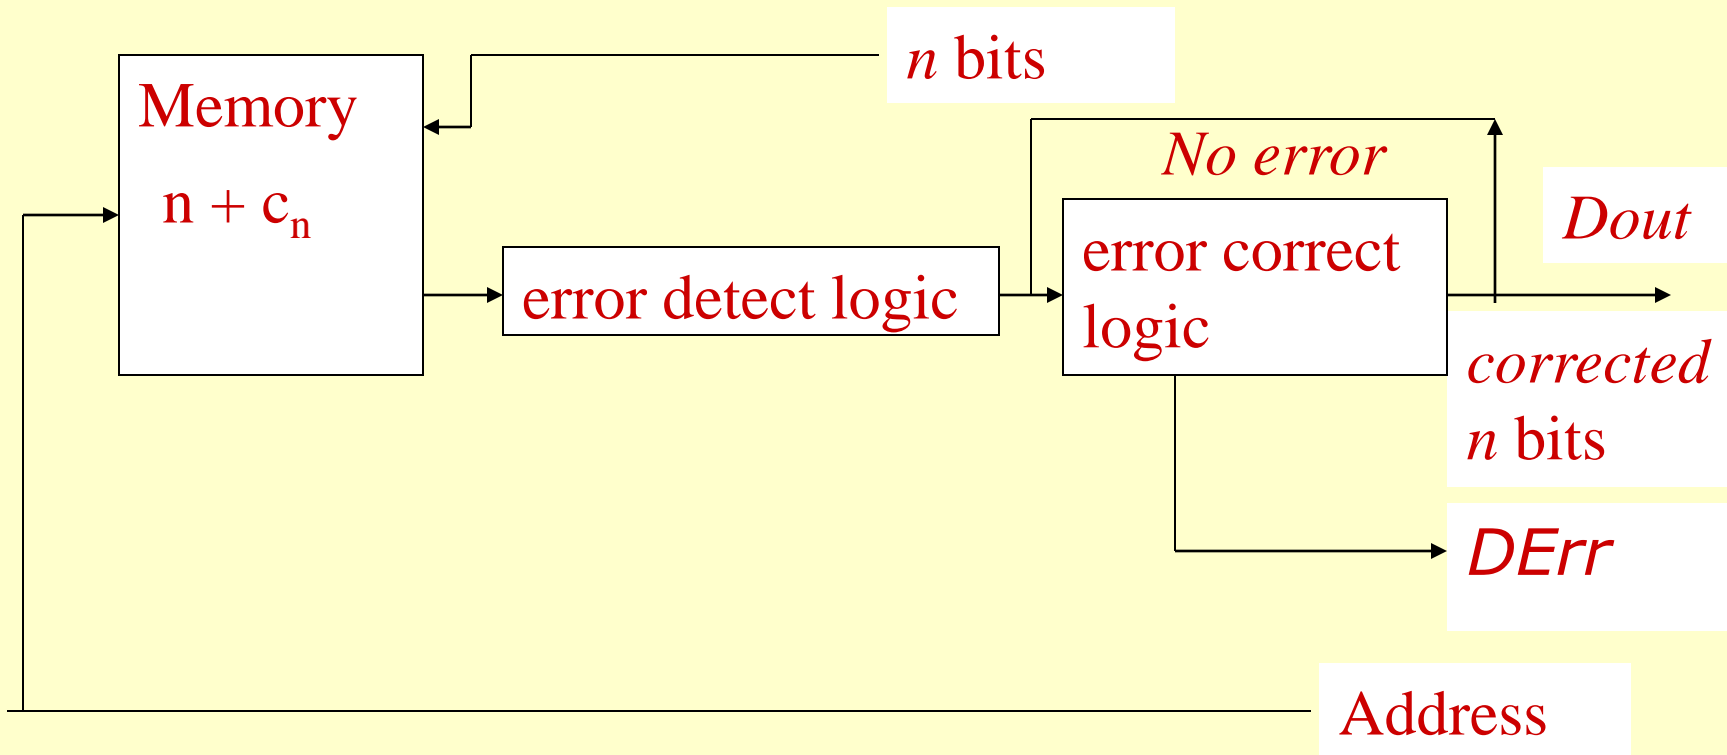 n bits
Memory
n + cn
No error
error detect logic
error correct
logic
Dout
corrected
n bits
DErr
Address